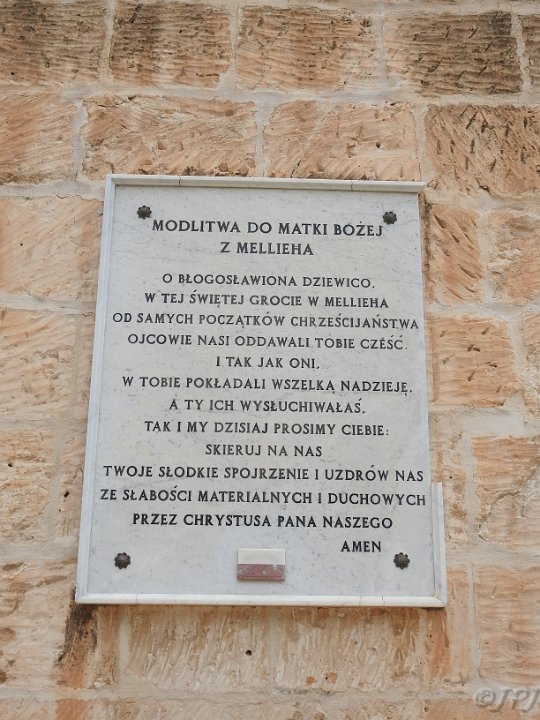 MODLITWA DO MATKI BOŻEJ
Z MELLIEHA
O BŁOGOSŁAWIONA DZIEWICO,
W TEJ ŚWIĘTEJ GROCIE W MELLIEHA
OD SAMYCH POCZĄTKÓW CHRZEŚCIJAŃSTWA
OJCOWIE NASI ODDAWALI TOBIE CZEŚĆ.
I TAK JAK ONI,
W TOBIE POKŁADALI WSZELKĄ NADZIEJĘ,
A TY ICH WYSŁUCHIWAŁAŚ,
TAK I MY DZISIAJ PROSIMY CIEBIE:
SKIERUJ NA NAS
TWOJE SŁODKIE SPOJRZENIE I UZDRÓW NAS
ZE SŁABOŚCI MATERIALNYCH I DUCHOWYCH
PRZEZ CHRYSTUSA PANA NASZEGO
AMEN
©JPJ